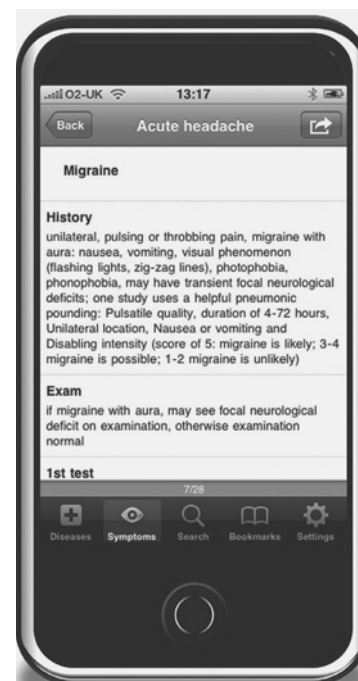 O2-UK 13:17
Back Acute headache
Migraine
History
unilateral, pulsing or throbbing pain, migraine with
aura: nausea, vomiting, visual phenomenon
(flashing lights, zig-zag lines), photophobia,
phonophobia, may have transient focal neurological
deficits; one study uses a helpful pneumonic
pounding: Pulsatile quality, duration of 4-72 hours,
Unilateral location, Nausea or vomiting and
Disabling intensity (score of 5: migraine is likely; 3-4
migraine is possible; 1-2 migraine is unlikely)
Exam
if migraine with aura, may see focal neurological
deficit on examination, otherwise examination
normal
1st test
7/28
Diseases Symptoms Search Bookmarks Settings